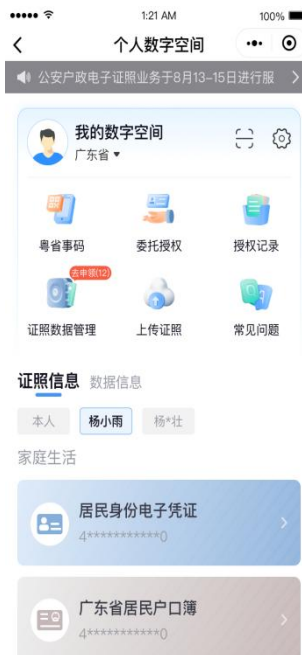 1:21 AM
100%
个人数字空间
公安户政电子证照业务于8月13-15日进行服
我的数字空间
广东省
粤省事码
委托授权
授权记录
去申领(12)
证照数据管理
上传证照
常见问题
证照信息 数据信息
本人 杨小雨 杨*壮
家庭生活
居民身份电子凭证
4***********0
广东省居民户口簿
4***********0